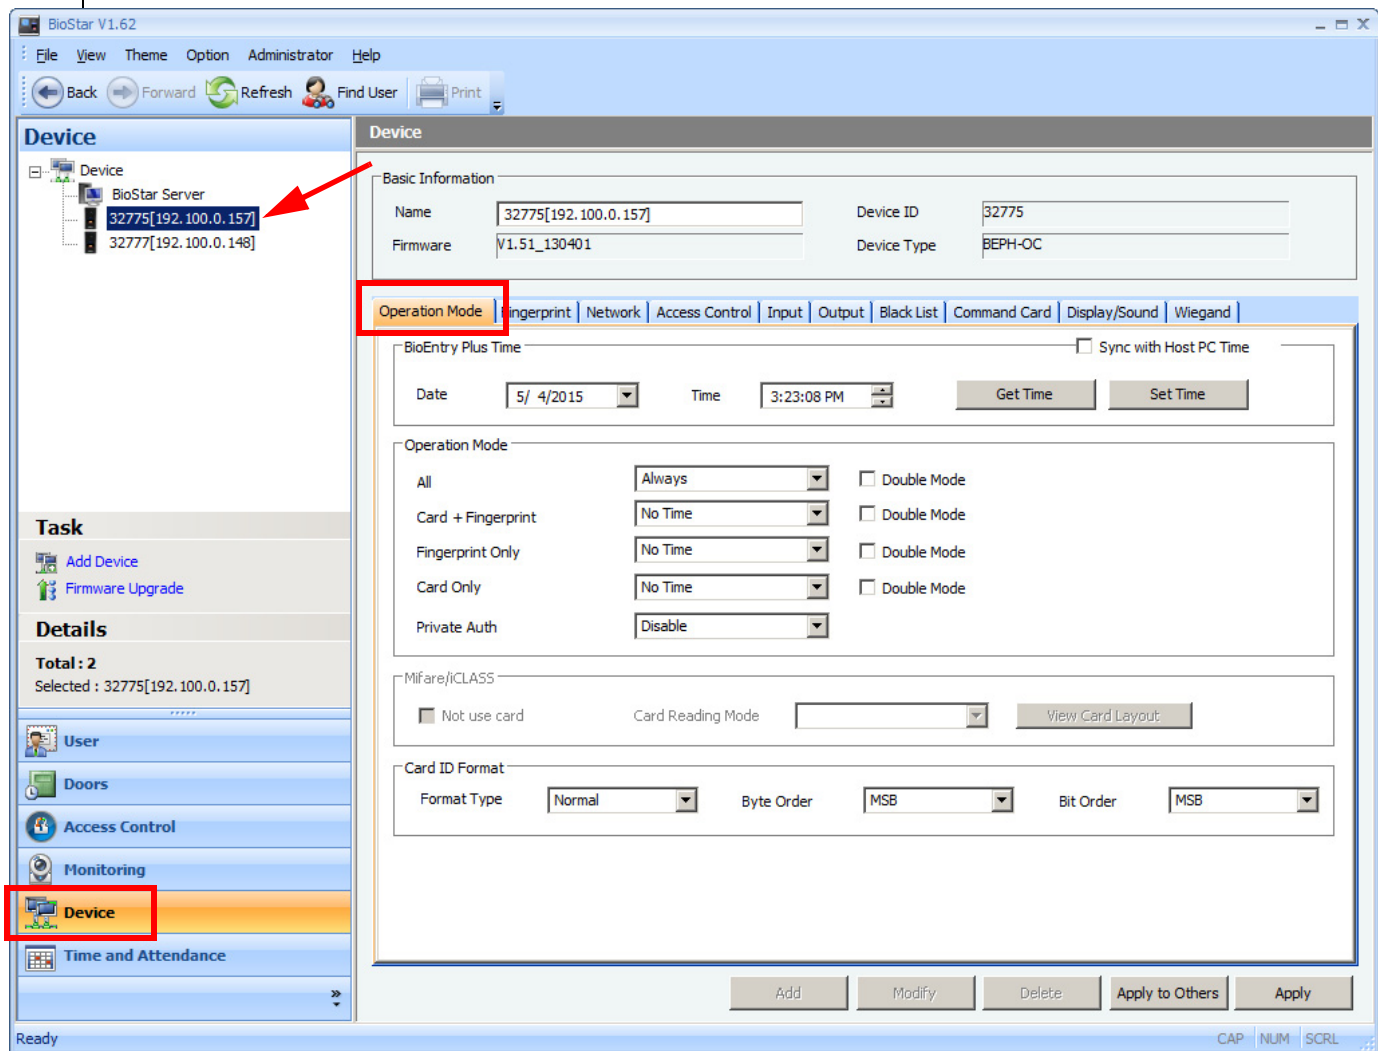 BioStar V1.62
File View Theme Option Administrator Help
Back Forward Refresh Find User Print
Device
Device
BioStar Server
32775[192.100.0.157]
32777[192.100.0.148]
Task
Add Device
Firmware Upgrade
Details
Total : 2
Selected : 32775[192.100.0.157]
User
Doors
Access Control
Monitoring
Device
Time and Attendance
Device
Basic Information
Name 32775[192.100.0.157] Device ID 32775
Firmware V1.51_130401 Device Type BEPH-OC
Operation Mode Fingerprint Network Access Control Input Output Black List Command Card Display/Sound Wiegand
BioEntry Plus Time Sync with Host PC Time
Date 5/ 4/2015 Time 3:23:08 PM Get Time Set Time
Operation Mode
All Always Double Mode
Card + Fingerprint No Time Double Mode
Fingerprint Only No Time Double Mode
Card Only No Time Double Mode
Private Auth Disable
Mifare/iCLASS
Not use card Card Reading Mode View Card Layout
Card ID Format
Format Type Normal Byte Order MSB Bit Order MSB
Add Modify Delete Apply to Others Apply
Ready CAP NUM SCRL